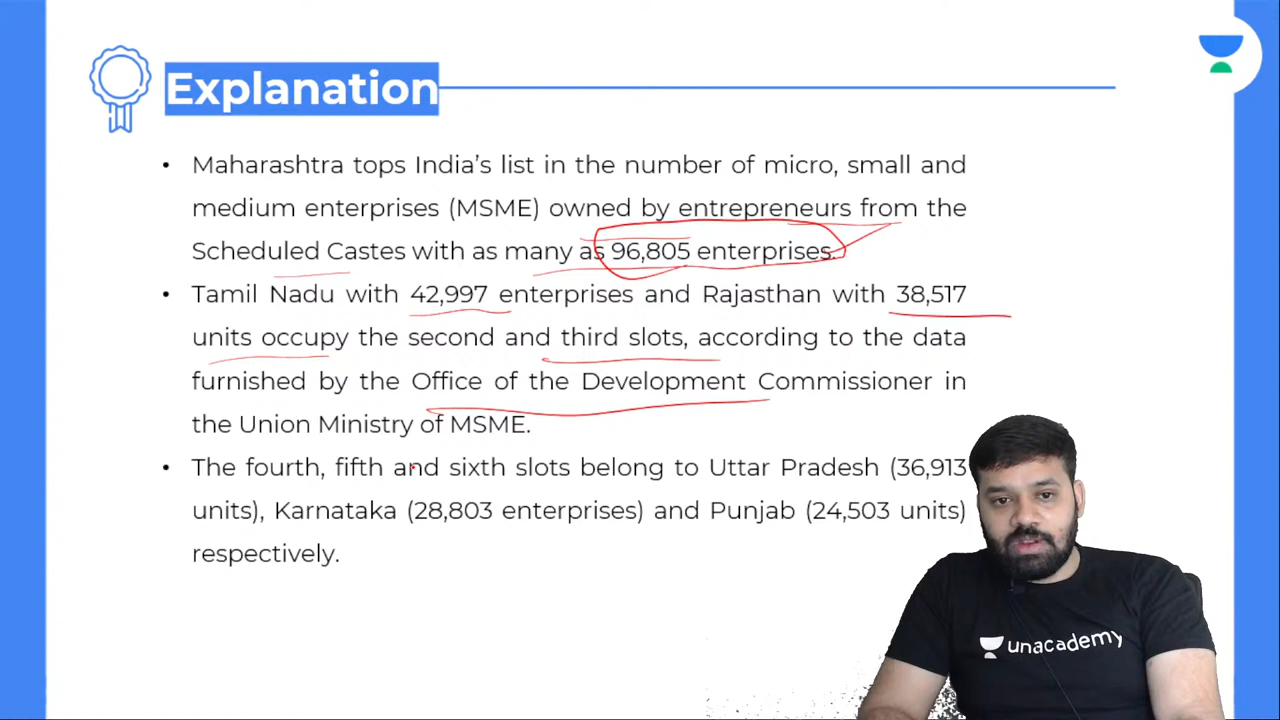 Explanation
• Maharashtra tops India's list in the number of micro, small and
medium enterprises (MSME) owned by entrepreneurs from the
Scheduled Castes with as many as 96,805 enterprises.
• Tamil Nadu with 42,997 enterprises and Rajasthan with 38,517
units occupy the second and third slots, according to the data
furnished by the Office of the Development Commissioner in
the Union Ministry of MSME.
• The fourth, fifth and sixth slots belong to Uttar Pradesh (36,913
units), Karnataka (28,803 enterprises) and Punjab (24,503 units)
respectively.
unacademy